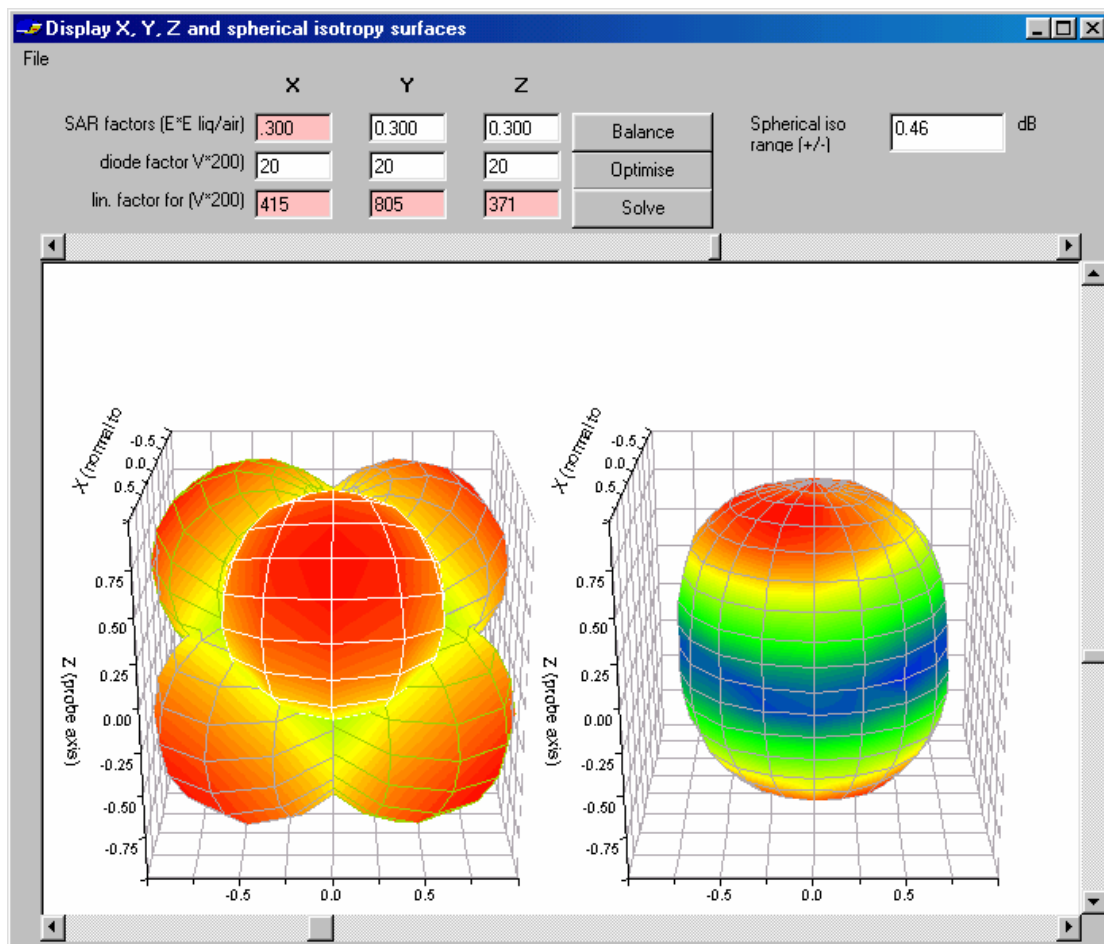 Display X, Y, Z and spherical isotropy surfaces
File
X Y Z
SAR factors (E*E liq/air) .300 0.300 0.300 Balance Spherical iso range (+/-) 0.46 dB
diode factor V*200) 20 20 20 Optimise
lin. factor for (V*200) 415 805 371 Solve
X (normal to
-0.5
0.0
0.5
0.75
0.50
0.25
0.00
-0.25
-0.50
-0.75
Z (probe axis)
-0.5 0.0 0.5
X (normal to
-0.5
0.0
0.5
0.75
0.50
0.25
0.00
-0.25
-0.50
-0.75
Z (probe axis)
-0.5 0.0 0.5